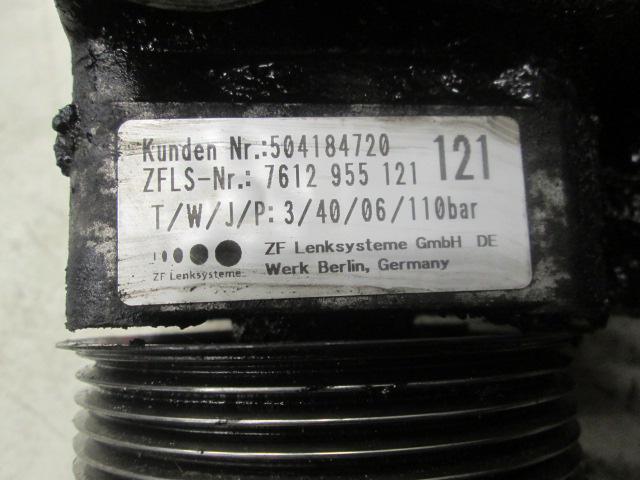 Kunden Nr.:504184720
ZFLS-Nr.: 7612 955 121 121
T/W/J/P: 3/40/06/110bar
ZF Lenksysteme GmbH DE
ZF Lenksysteme Werk Berlin, Germany